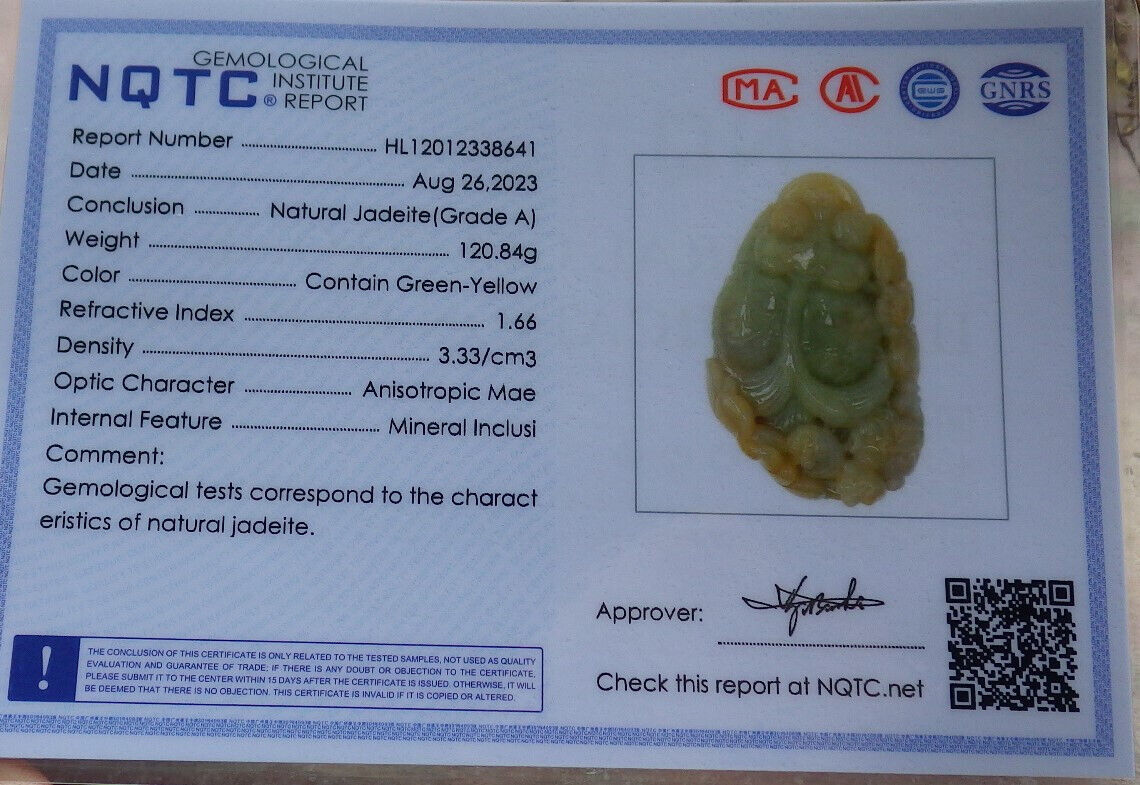 GEMOLOGICAL
NQTC INSTITUTE
® REPORT
MA
AL
GWS
GNRS
Report Number ........ HL12012338641
Date ........ Aug 26,2023
Conclusion ........ Natural Jadeite(Grade A)
Weight ........ 120.84g
Color ........ Contain Green-Yellow
Refractive Index ........ 1.66
Density ........ 3.33/cm3
Optic Character ........ Anisotropic Mae
Internal Feature ........ Mineral Inclusi
Comment:
Gemological tests correspond to the charact
eristics of natural jadeite.
!
THE CONCLUSION OF THIS CERTIFICATE IS ONLY RELATED TO THE TESTED SAMPLES, NOT USED AS QUALITY
EVALUATION AND GUARANTEE OF TRADE; IF THERE IS ANY DOUBT OR OBJECTION TO THE CERTIFICATE,
PLEASE SUBMIT IT TO THE CENTER WITHIN 15 DAYS AFTER THE CERTIFICATE IS ISSUED. OTHERWISE, IT WILL
BE DEEMED THAT THERE IS NO OBJECTION. THIS CERTIFICATE IS INVALID IF IT IS COPIED OR ALTERED.
Approver:
Check this report at NQTC.net